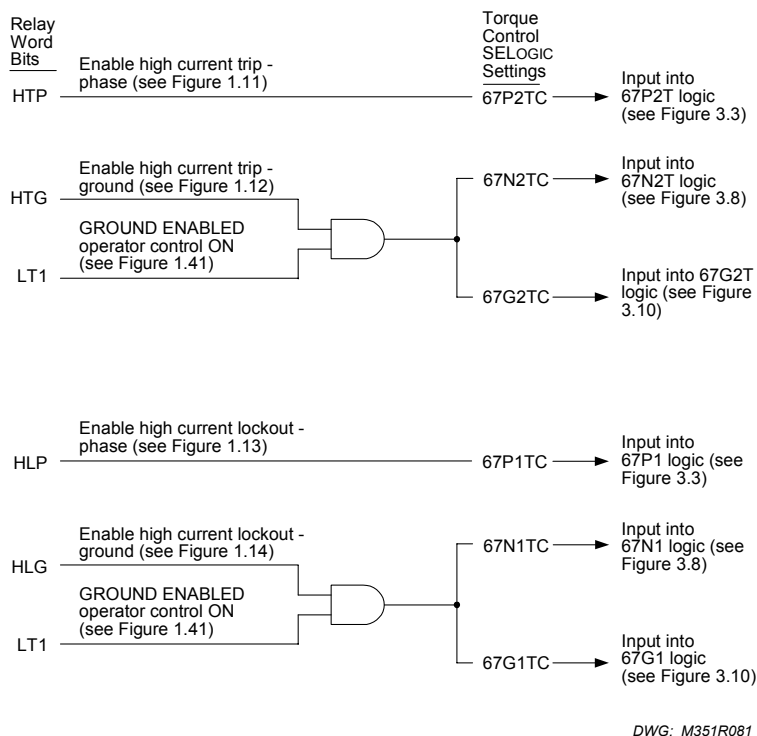 Relay
Word
Bits
Torque
Control
SELOGIC
Settings
Enable high current trip -
phase (see Figure 1.11)
HTP
67P2TC
Input into
67P2T logic
(see Figure 3.3)
Enable high current trip -
ground (see Figure 1.12)
HTG
GROUND ENABLED
operator control ON
(see Figure 1.41)
LT1
67N2TC
Input into
67N2T logic
(see Figure 3.8)
67G2TC
Input into 67G2T
logic (see Figure
3.10)
Enable high current lockout -
phase (see Figure 1.13)
HLP
67P1TC
Input into
67P1 logic (see
Figure 3.3)
Enable high current lockout -
ground (see Figure 1.14)
HLG
GROUND ENABLED
operator control ON
(see Figure 1.41)
LT1
67N1TC
Input into
67N1 logic (see
Figure 3.8)
67G1TC
Input into
67G1 logic
(see Figure 3.10)
DWG: M351R081